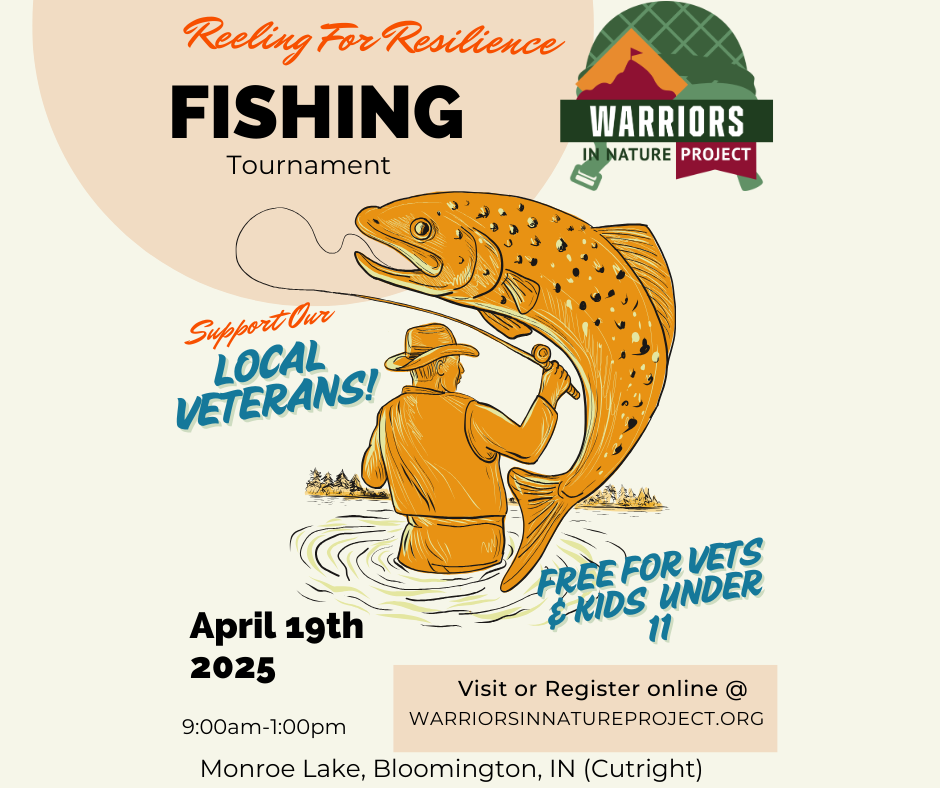 Reeling For Resilience
FISHING
Tournament
WARRIORS
IN NATURE PROJECT
Support Our
LOCAL
VETERANS!
FREE FOR VETS
& KIDS UNDER
11
April 19th
2025
Visit or Register online @
WARRIORSINNATUREPROJECT.ORG
9:00am-1:00pm
Monroe Lake, Bloomington, IN (Cutright)